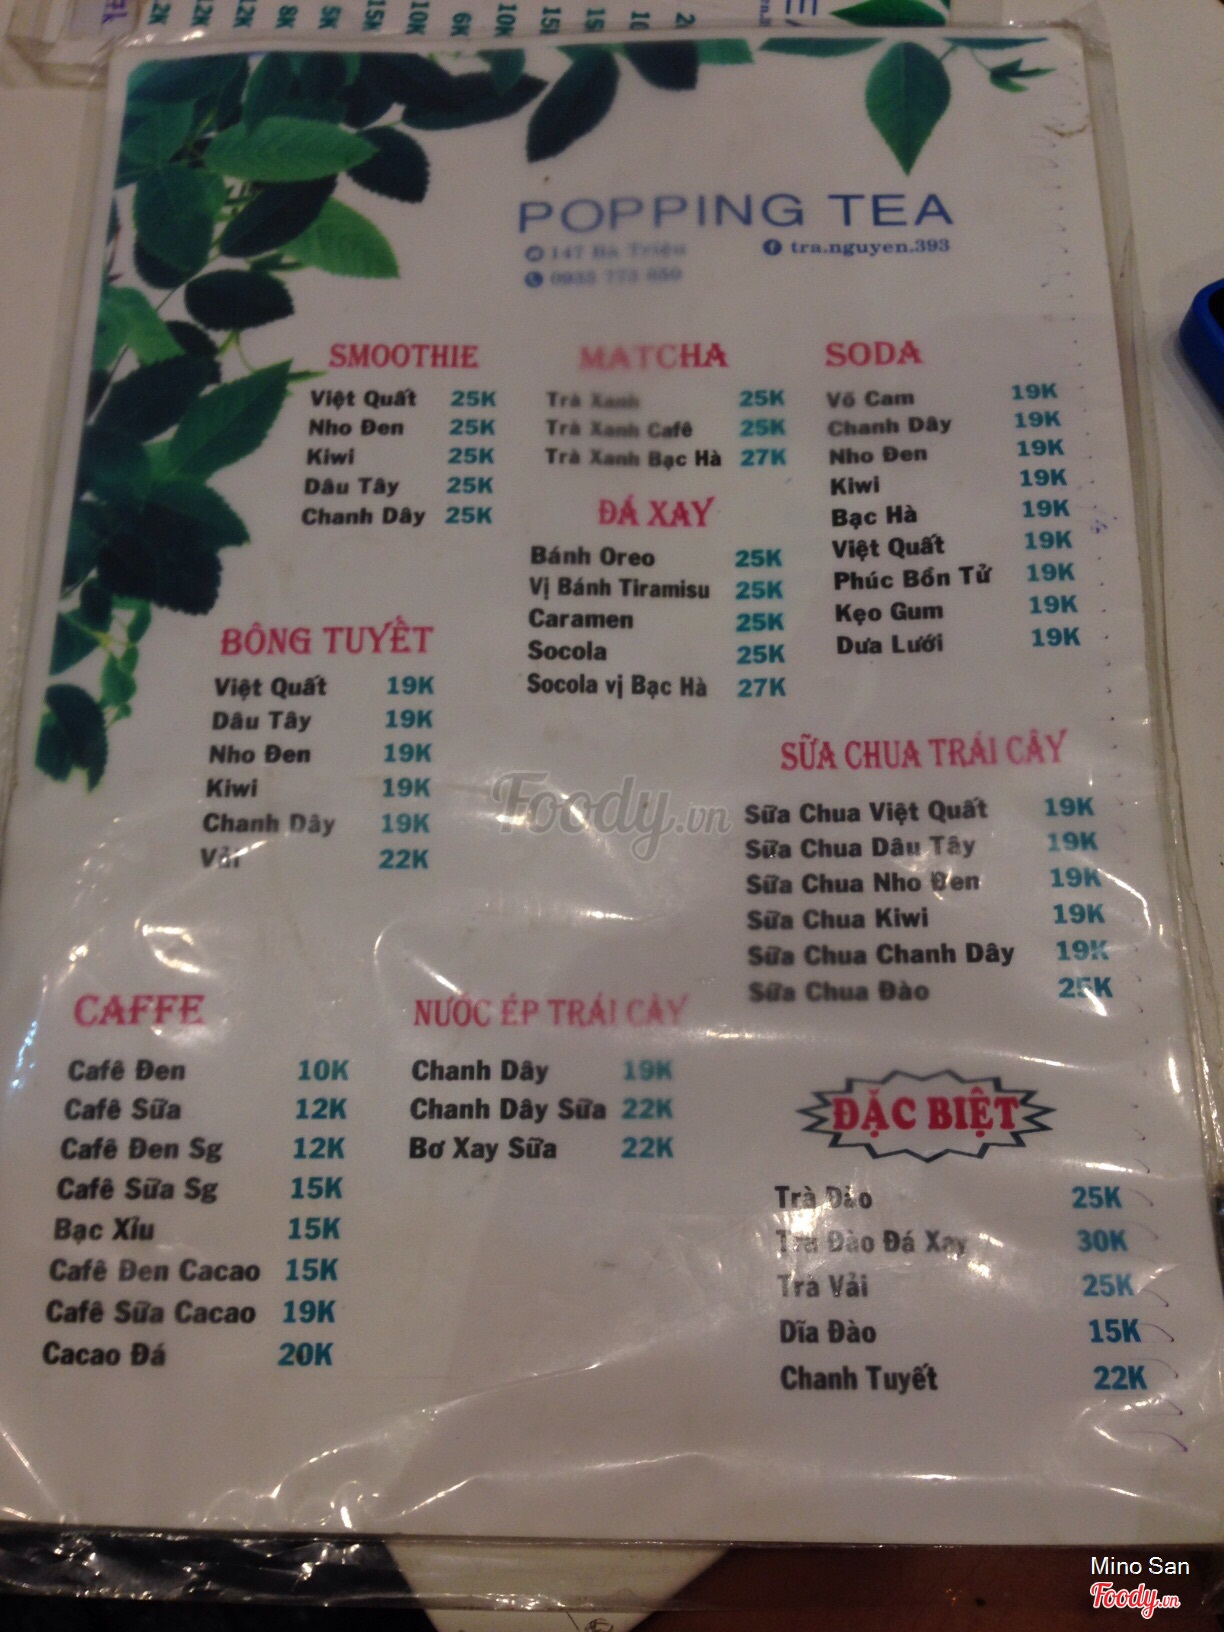 POPPING TEA
147 Bà Triệu
tra.nguyen.393
0935 773 650
SMOOTHIE
Việt Quất 25K
Nho Đen 25K
Kiwi 25K
Dâu Tây 25K
Chanh Dây 25K
MATCHA
Trà Xanh 25K
Trà Xanh Cafê 25K
Trà Xanh Bạc Hà 27K
SODA
Vỏ Cam 19K
Chanh Dây 19K
Nho Đen 19K
Kiwi 19K
Bạc Hà 19K
Việt Quất 19K
Phúc Bồn Tử 19K
Kẹo Gum 19K
Dưa Lưới 19K
ĐÁ XAY
Bánh Oreo 25K
Vị Bánh Tiramisu 25K
Caramen 25K
Socola 25K
Socola vị Bạc Hà 27K
BÔNG TUYẾT
Việt Quất 19K
Dâu Tây 19K
Nho Đen 19K
Kiwi 19K
Chanh Dây 19K
Vải 22K
SỮA CHUA TRÁI CÂY
Sữa Chua Việt Quất 19K
Sữa Chua Dâu Tây 19K
Sữa Chua Nho Đen 19K
Sữa Chua Kiwi 19K
Sữa Chua Chanh Dây 19K
Sữa Chua Đào 25K
Foody.vn
CAFFE
Cafê Đen 10K
Cafê Sữa 12K
Cafê Đen Sg 12K
Cafê Sữa Sg 15K
Bạc Xỉu 15K
Cafê Đen Cacao 15K
Cafê Sữa Cacao 19K
Cacao Đá 20K
NƯỚC ÉP TRÁI CÂY
Chanh Dây 19K
Chanh Dây Sữa 22K
Bơ Xay Sữa 22K
ĐẶC BIỆT
Trà Đào 25K
Trà Đào Đá Xay 30K
Trà Vải 25K
Dĩa Đào 15K
Chanh Tuyết 22K
Mino San
Foody.vn